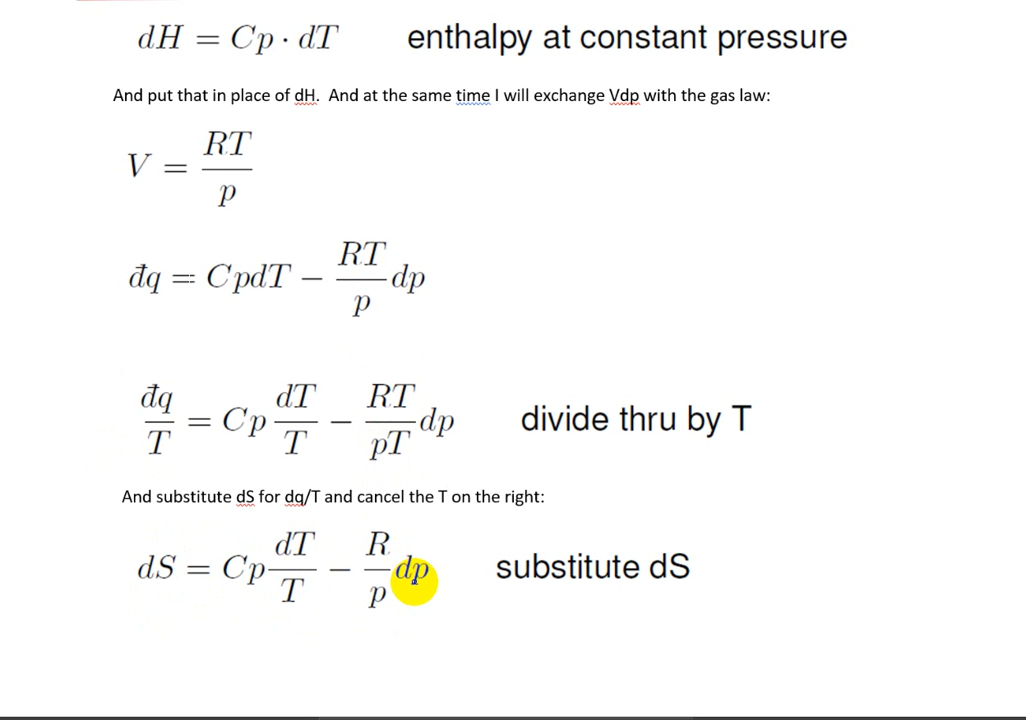 dH = Cp · dT enthalpy at constant pressure
And put that in place of dH. And at the same time I will exchange Vdp with the gas law:
V = RT/p
đq = CpdT − RT/p dp
đq/T = Cp dT/T − RT/pT dp divide thru by T
And substitute dS for dq/T and cancel the T on the right:
dS = Cp dT/T − R/p dp substitute dS